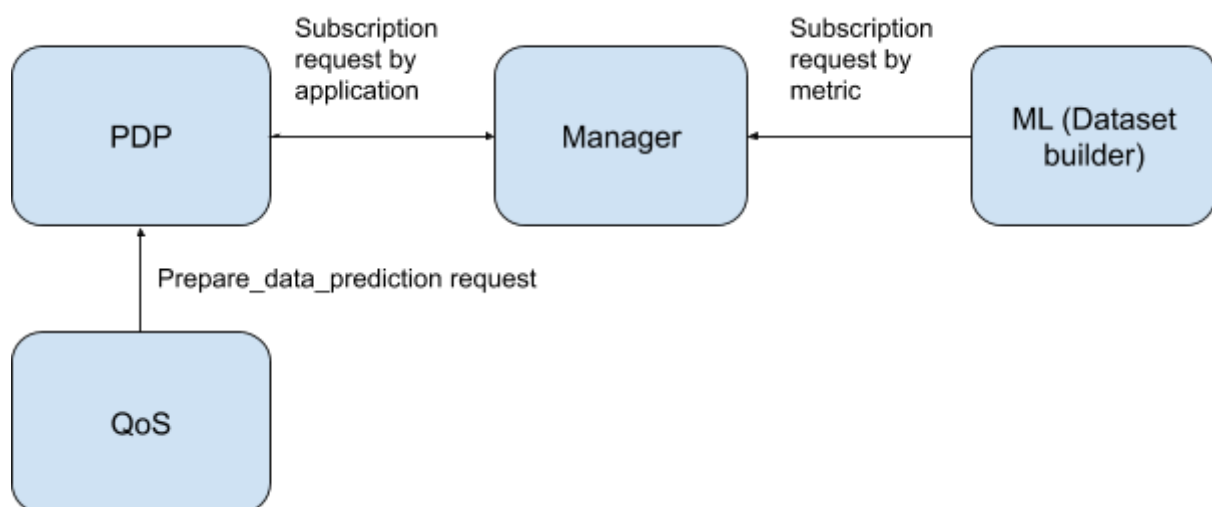 Subscription
request by
application
Subscription
request by
metric
PDP
Manager
ML (Dataset
builder)
Prepare_data_prediction request
QoS